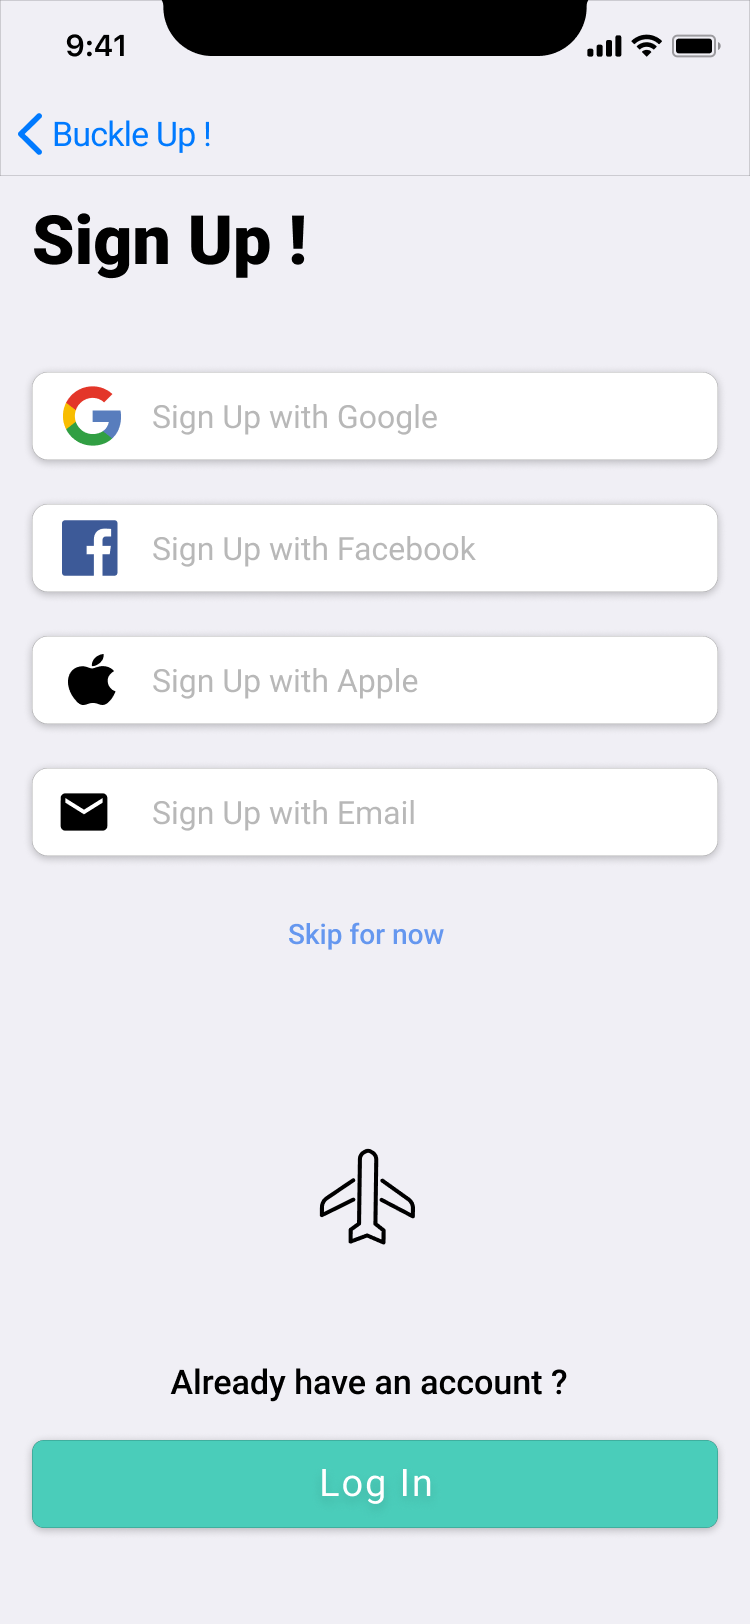 9:41
Buckle Up !
Sign Up !
Sign Up with Google
Sign Up with Facebook
Sign Up with Apple
Sign Up with Email
Skip for now
Already have an account ?
Log In